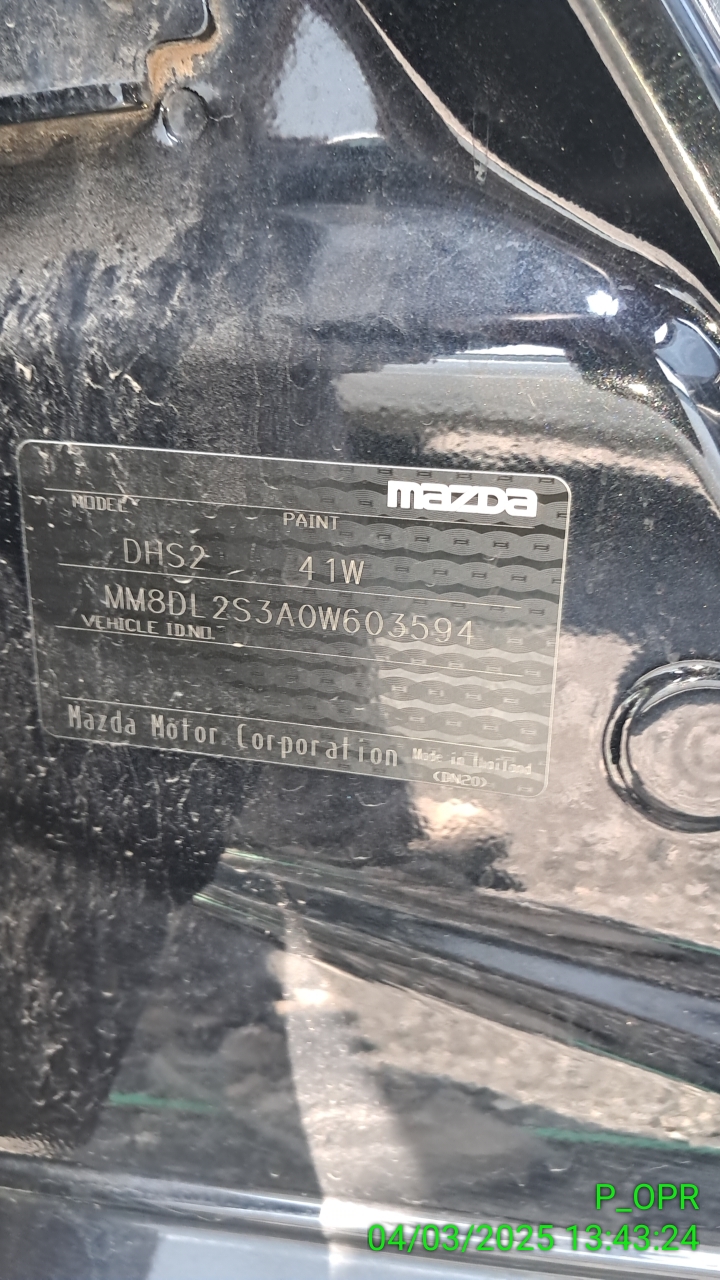 mazda
MODEL PAINT
DHS2 41W
MM8DL2S3A0W603594
VEHICLE ID.NO.
Mazda Motor Corporation Made in Thailand
(DN20)
P_OPR
04/03/2025 13:43:24